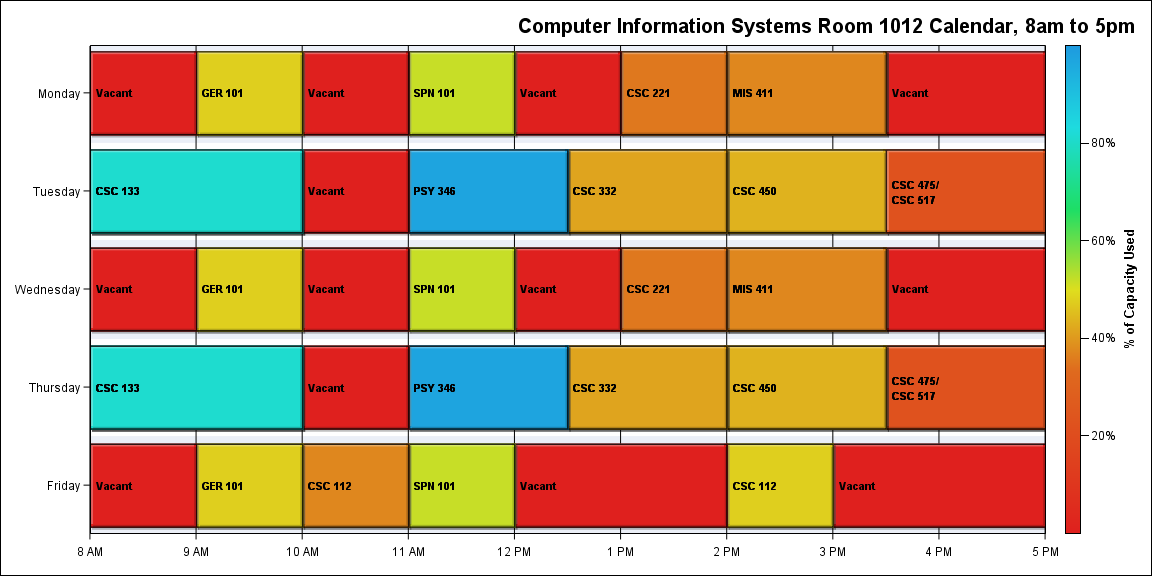 Computer Information Systems Room 1012 Calendar, 8am to 5pm
Monday
Vacant
GER 101
Vacant
SPN 101
Vacant
CSC 221
MIS 411
Vacant
Tuesday
CSC 133
Vacant
PSY 346
CSC 332
CSC 450
CSC 475/
CSC 517
Wednesday
Vacant
GER 101
Vacant
SPN 101
Vacant
CSC 221
MIS 411
Vacant
Thursday
CSC 133
Vacant
PSY 346
CSC 332
CSC 450
CSC 475/
CSC 517
Friday
Vacant
GER 101
CSC 112
SPN 101
Vacant
CSC 112
Vacant
8 AM
9 AM
10 AM
11 AM
12 PM
1 PM
2 PM
3 PM
4 PM
5 PM
80%
60%
40%
20%
% of Capacity Used